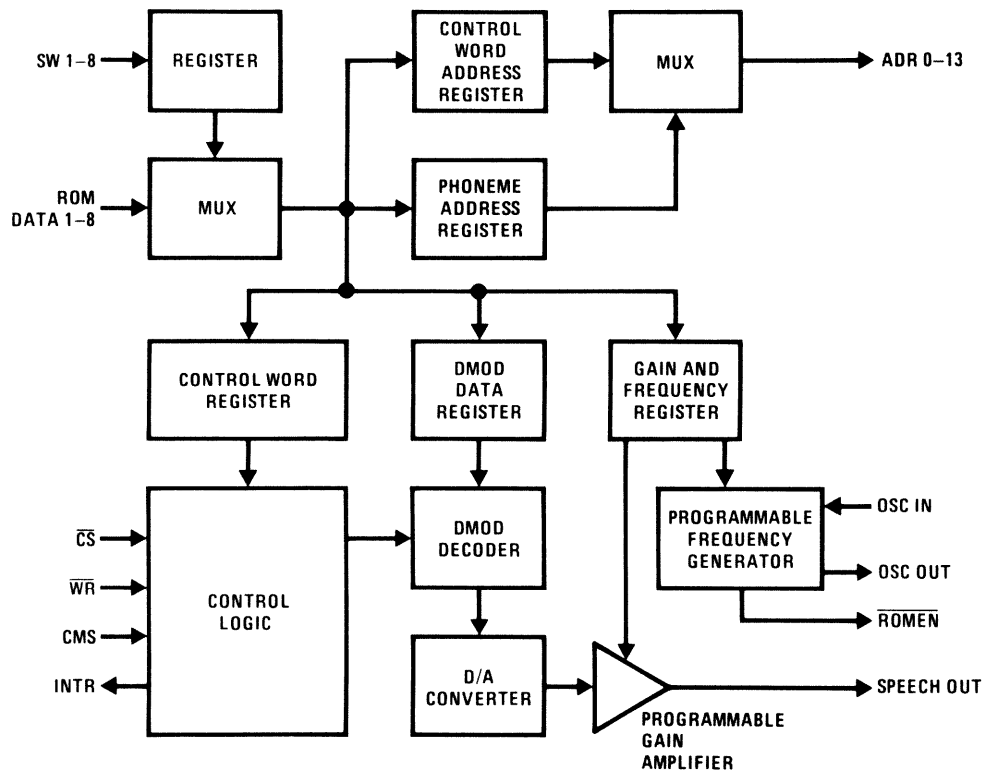 SW 1–8
REGISTER
CONTROL
WORD
ADDRESS
REGISTER
MUX
ADR 0–13
ROM
DATA 1–8
MUX
PHONEME
ADDRESS
REGISTER
CONTROL WORD
REGISTER
DMOD
DATA
REGISTER
GAIN AND
FREQUENCY
REGISTER
CS
WR
CMS
INTR
CONTROL
LOGIC
DMOD
DECODER
PROGRAMMABLE
FREQUENCY
GENERATOR
OSC IN
OSC OUT
ROMEN
D/A
CONVERTER
PROGRAMMABLE
GAIN
AMPLIFIER
SPEECH OUT